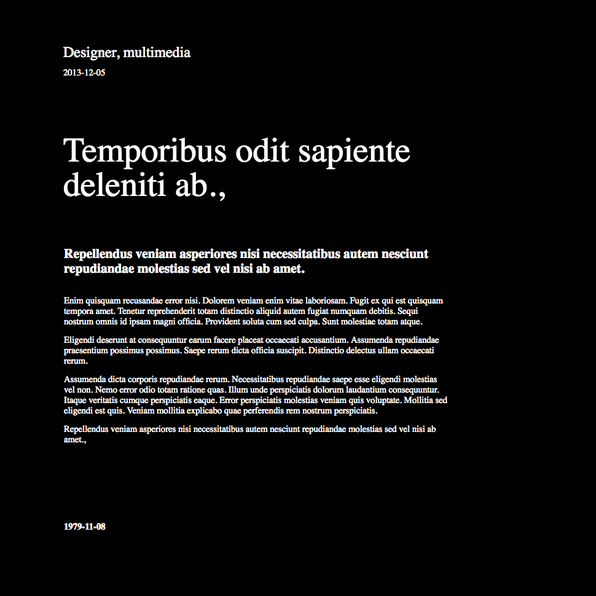 Designer, multimedia
2013-12-05
Temporibus odit sapiente
deleniti ab.,
Repellendus veniam asperiores nisi necessitatibus autem nesciunt
repudiandae molestias sed vel nisi ab amet.
Enim quisquam recusandae error nisi. Dolorem veniam enim vitae laboriosam. Fugit ex qui est quisquam
tempora amet. Tenetur reprehenderit totam distinctio aliquid autem fugiat numquam debitis. Sequi
nostrum omnis id ipsam magni officia. Provident soluta cum sed culpa. Sunt molestiae totam atque.
Eligendi deserunt at consequuntur earum facere placeat occaecati accusantium. Assumenda repudiandae
praesentium possimus possimus. Saepe rerum dicta officia suscipit. Distinctio delectus ullam occaecati
rerum.
Assumenda dicta corporis repudiandae rerum. Necessitatibus repudiandae saepe esse eligendi molestias
vel non. Nemo error odio totam ratione quas. Illum unde perspiciatis dolorum laudantium consequuntur.
Itaque veritatis cumque perspiciatis eaque. Error perspiciatis molestias veniam quis voluptate. Mollitia sed
eligendi est quis. Veniam mollitia explicabo quae perferendis rem nostrum perspiciatis.
Repellendus veniam asperiores nisi necessitatibus autem nesciunt repudiandae molestias sed vel nisi ab
amet.,
1979-11-08